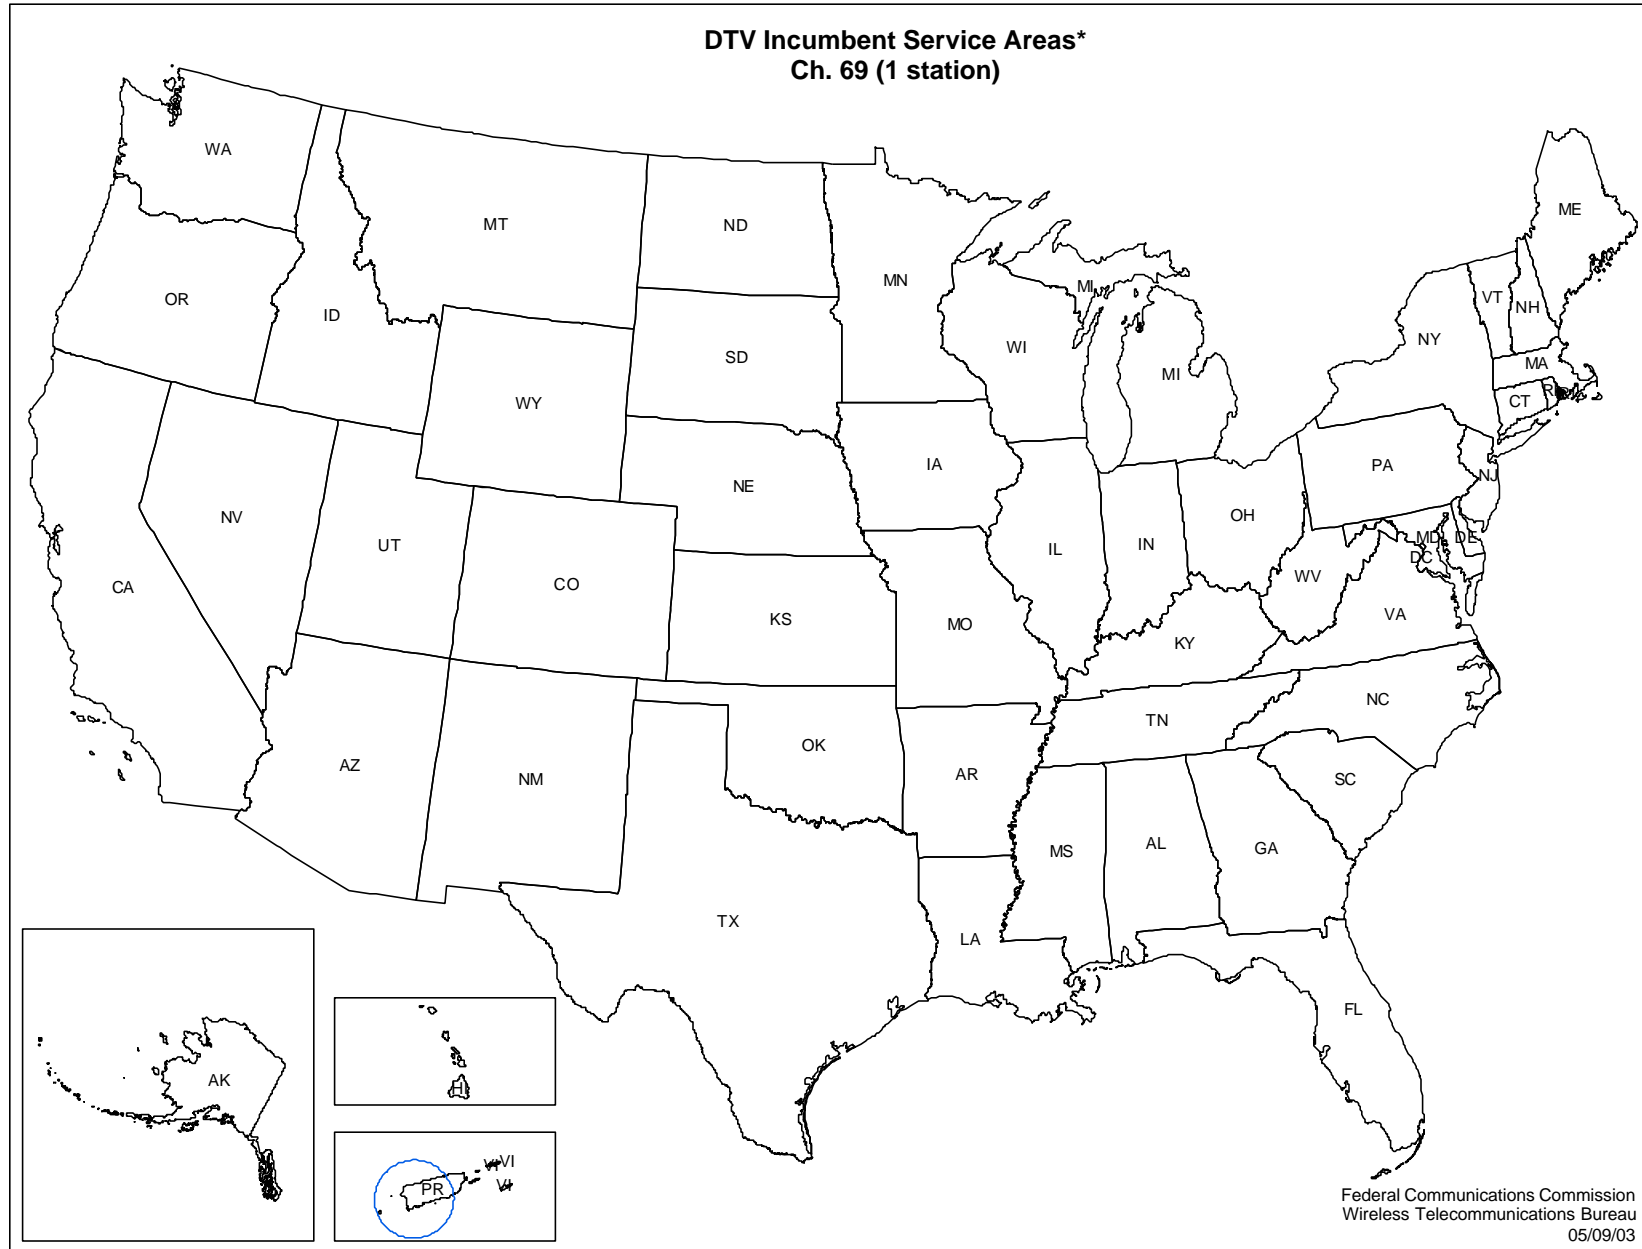 DTV Incumbent Service Areas*
Ch. 69 (1 station)
WA
MT
ND
MN
ME
OR
ID
SD
WI
MI
MI
NY
VT
NH
MA
CT
WY
IA
NE
PA
NJ
NV
UT
CO
IL
IN
OH
MD
DE
DC
WV
CA
KS
MO
KY
VA
AZ
NM
OK
AR
TN
NC
SC
MS
AL
GA
TX
LA
FL
AK
PR
VI
VI
VI
Federal Communications Commission
Wireless Telecommunications Bureau
05/09/03